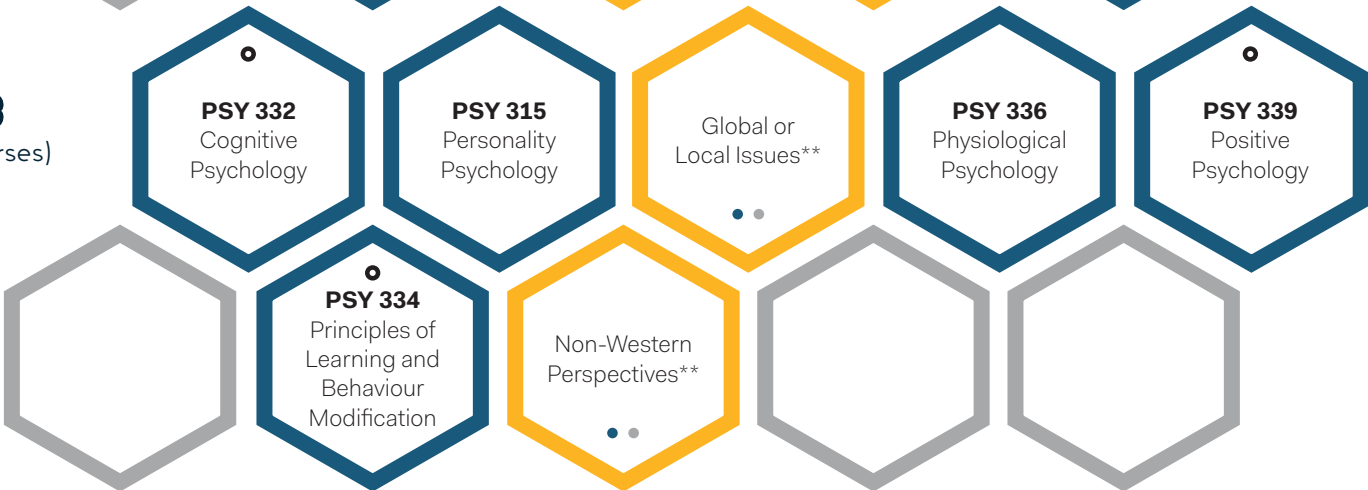 PSY 332
Cognitive
Psychology
PSY 315
Personality
Psychology
Global or
Local Issues**
PSY 336
Physiological
Psychology
PSY 339
Positive
Psychology
PSY 334
Principles of
Learning and
Behaviour
Modification
Non-Western
Perspectives**